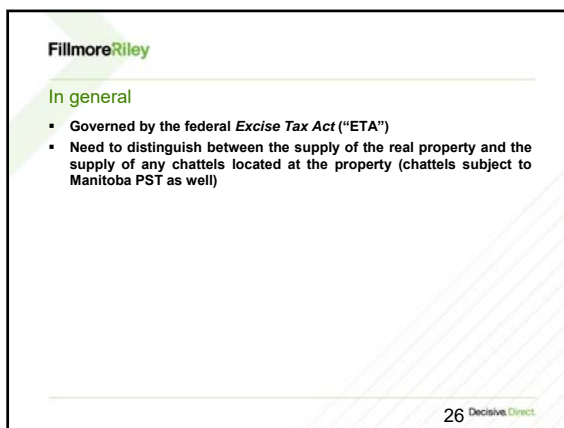 FillmoreRiley
In general
▪ Governed by the federal Excise Tax Act (“ETA”)
▪ Need to distinguish between the supply of the real property and the
supply of any chattels located at the property (chattels subject to
Manitoba PST as well)
26 Decisive. Direct.